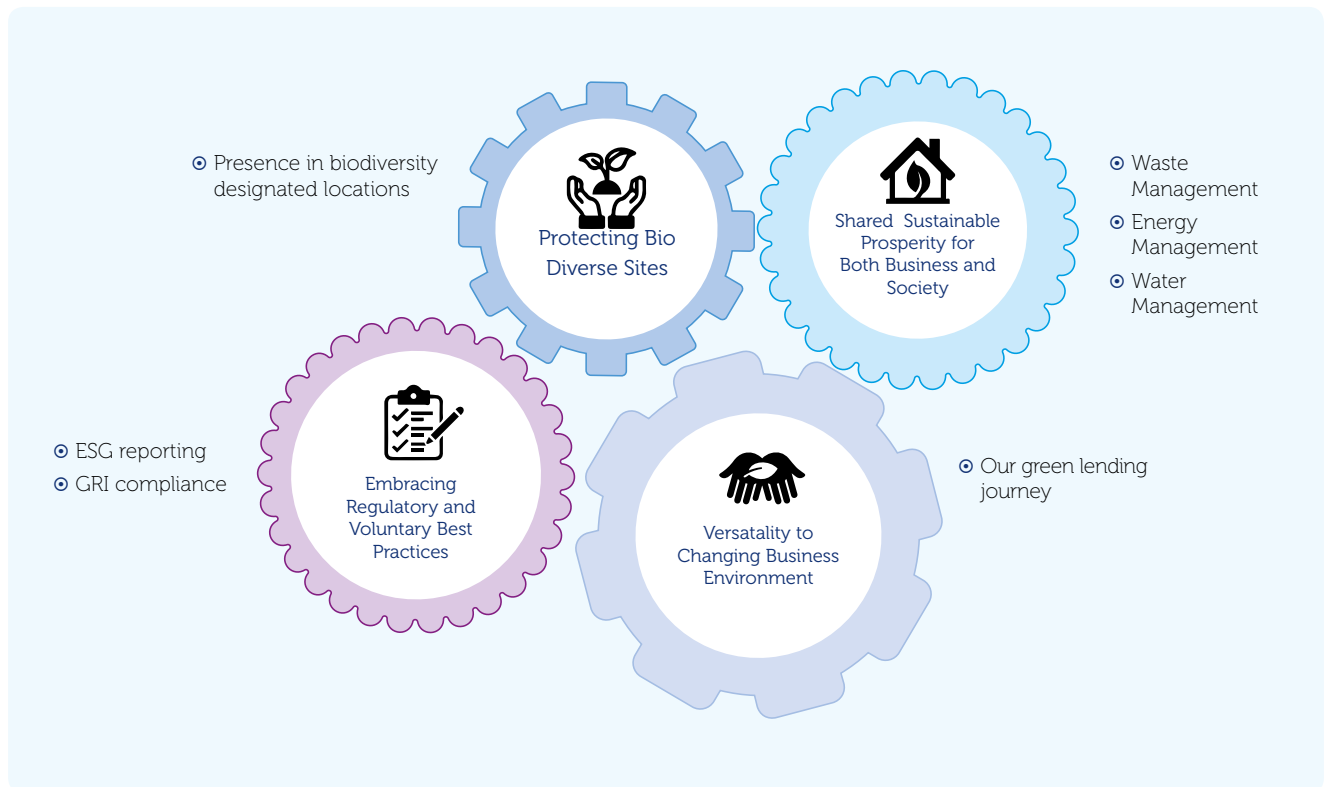 Presence in biodiversity
designated locations
Protecting Bio
Diverse Sites
Shared Sustainable
Prosperity for
Both Business and
Society
Waste
Management
Energy
Management
Water
Management
ESG reporting
GRI compliance
Embracing
Regulatory and
Voluntary Best
Practices
Versatality to
Changing Business
Environment
Our green lending
journey